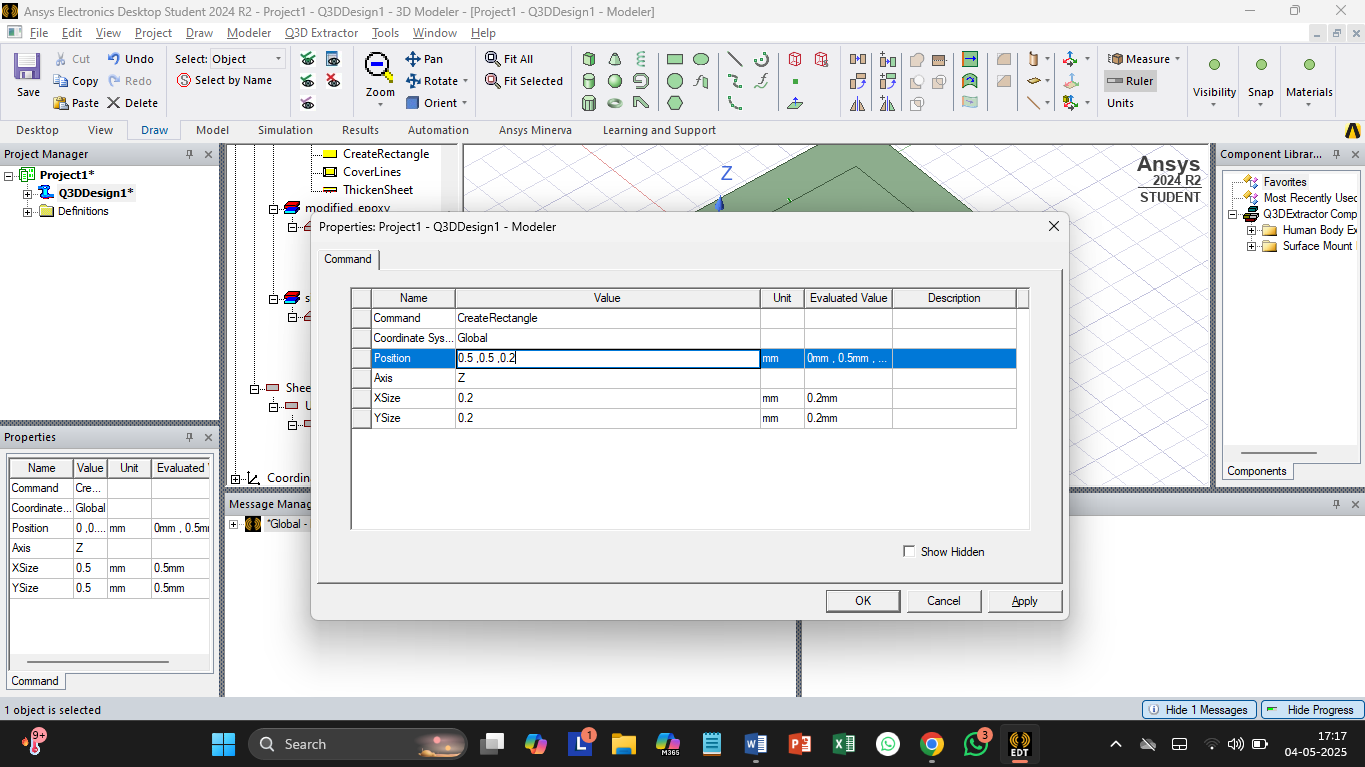 Ansys Electronics Desktop Student 2024 R2 - Project1 - Q3DDesign1 - 3D Modeler - [Project1 - Q3DDesign1 - Modeler]
File Edit View Project Draw Modeler Q3D Extractor Tools Window Help
Save
Cut
Copy
Paste
Undo
Redo
Delete
Select: Object
Select by Name
Zoom
Pan
Rotate
Orient
Fit All
Fit Selected
Measure
Ruler
Units
Visibility
Snap
Materials
Desktop View Draw Model Simulation Results Automation Ansys Minerva Learning and Support
Project Manager
Project1*
Q3DDesign1*
Definitions
CreateRectangle
CoverLines
ThickenSheet
modified_epoxy
s
Shee
U
Coordin
Z
Ansys
2024 R2
STUDENT
Component Librar...
Favorites
Most Recently Used
Q3DExtractor Comp
Human Body Ex
Surface Mount
Components
Properties: Project1 - Q3DDesign1 - Modeler
Command
Name Value Unit Evaluated Value Description
Command CreateRectangle
Coordinate Sys... Global
Position 0.5 ,0.5 ,0.2 mm 0mm , 0.5mm , ...
Axis Z
XSize 0.2 mm 0.2mm
YSize 0.2 mm 0.2mm
Show Hidden
OK Cancel Apply
Properties
Name Value Unit Evaluated
Command Cre...
Coordinate... Global
Position 0 ,0.... mm 0mm , 0.5m
Axis Z
XSize 0.5 mm 0.5mm
YSize 0.5 mm 0.5mm
Command
Message Manag
*Global -
1 object is selected
Hide 1 Messages
Hide Progress
9+
Search
1
M365
3
EDT
17:17
04-05-2025